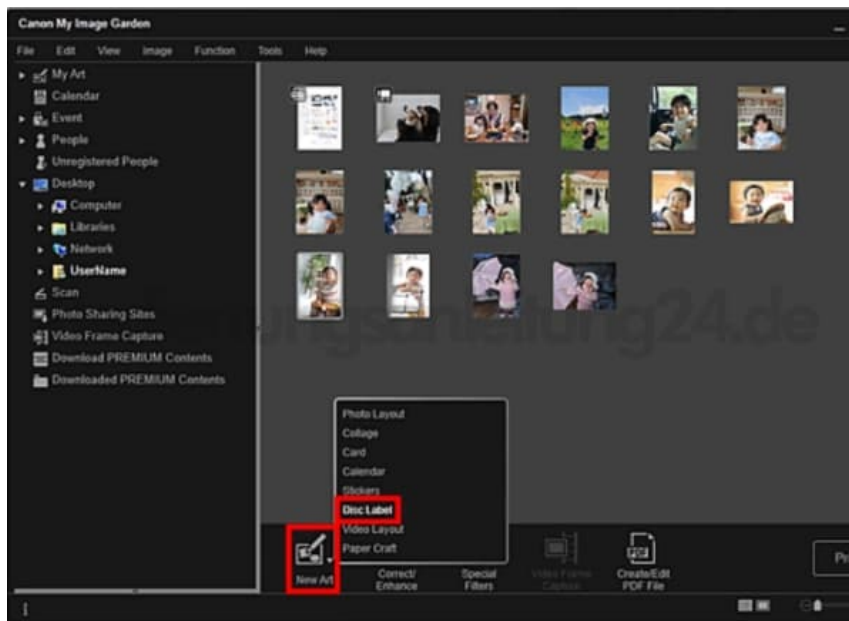 Canon My Image Garden
File Edit View Image Function Tools Help
My Art
Calendar
Event
People
Unregistered People
Desktop
Computer
Libraries
Network
UserName
Scan
Photo Sharing Sites
Video Frame Capture
Download PREMIUM Contents
Downloaded PREMIUM Contents
ungsanleitung24.de
Photo Layout
Collage
Card
Calendar
Stickers
Disc Label
Video Layout
Paper Craft
New Art
Correct/
Enhance
Special
Filters
Video Frame
Capture
Create/Edit
PDF File
PDF